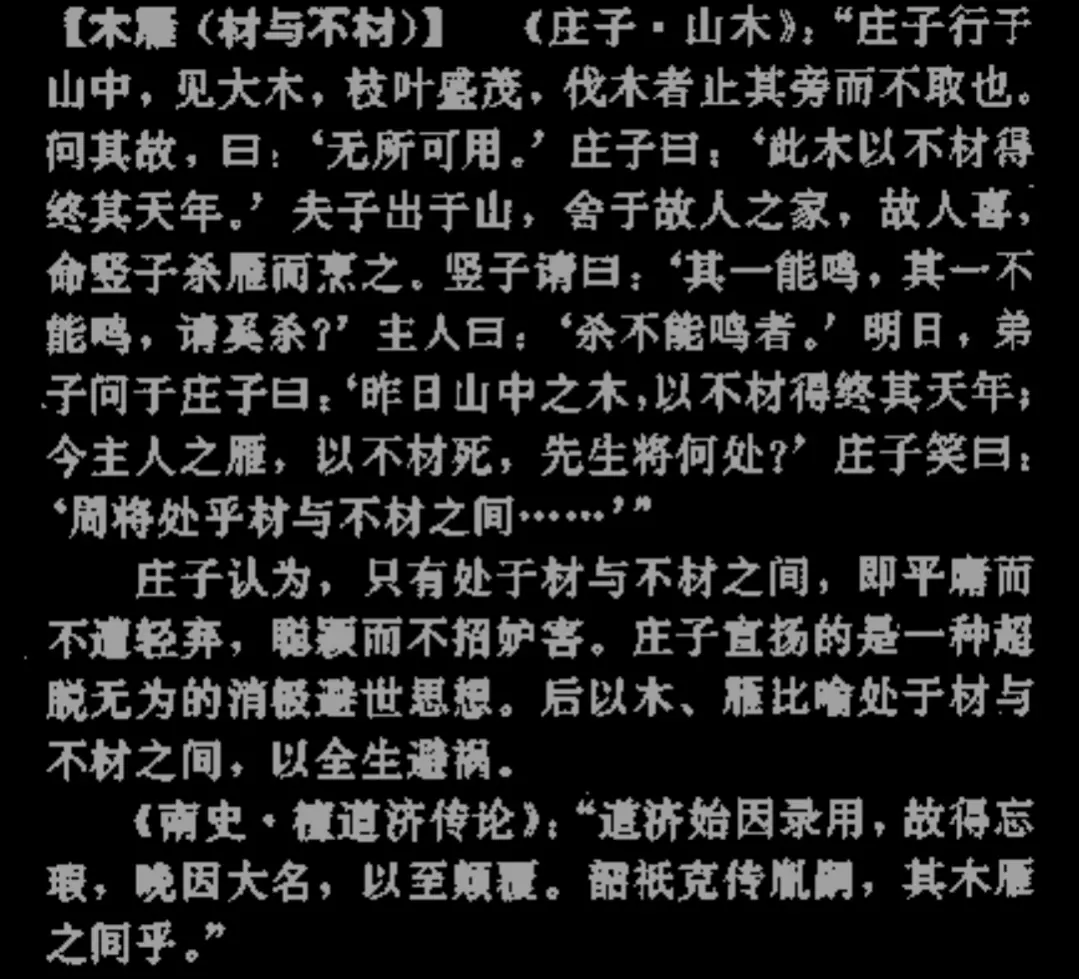 【木雁（材与不材）】　《庄子·山木》：“庄子行于
山中，见大木，枝叶盛茂，伐木者止其旁而不取也。
问其故，曰：‘无所可用。’庄子曰：‘此木以不材得
终其天年。’夫子出于山，舍于故人之家，故人喜，
命竖子杀雁而烹之。竖子请曰：‘其一能鸣，其一不
能鸣，请奚杀？’主人曰：‘杀不能鸣者。’明日，弟
子问于庄子曰：‘昨日山中之木，以不材得终其天年；
今主人之雁，以不材死，先生将何处？’庄子笑曰：
‘周将处乎材与不材之间……’”
庄子认为，只有处于材与不材之间，即平庸而
不遭轻弃，聪颖而不招妒害。庄子宣扬的是一种超
脱无为的消极避世思想。后以木、雁比喻处于材与
不材之间，以全生避祸。
《南史·檀道济传论》：“道济始因录用，故得忘
瑕，晚因大名，以至颠覆。韶祗克传胤嗣，其木雁
之间乎。”